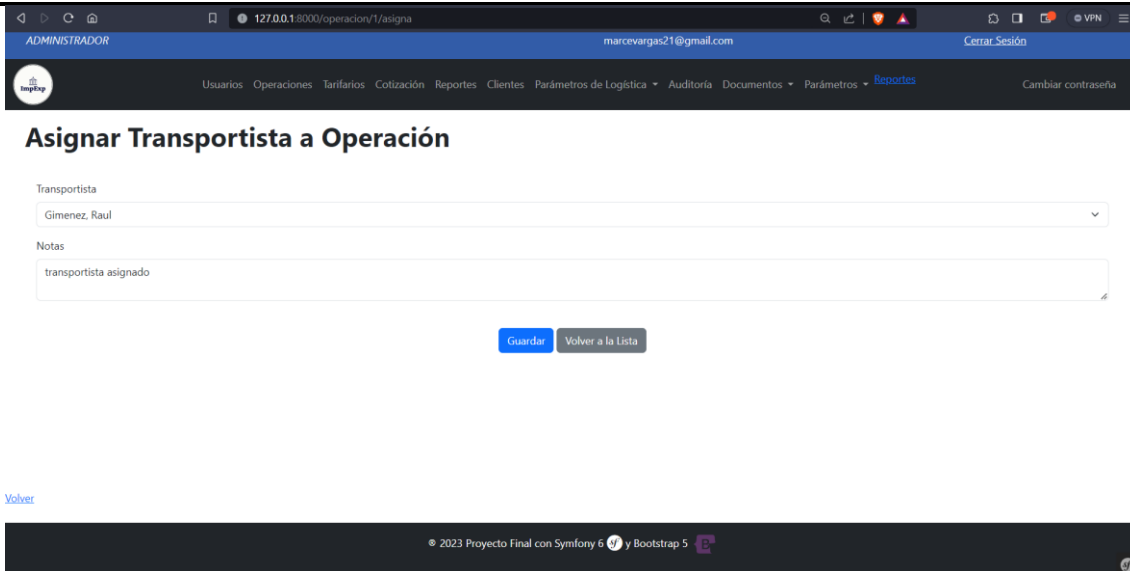 127.0.0.1:8000/operacion/1/asigna
VPN
ADMINISTRADOR marcevargas21@gmail.com Cerrar Sesión
ImpExp
Usuarios Operaciones Tarifarios Cotización Reportes Clientes Parámetros de Logística Auditoría Documentos Parámetros Reportes Cambiar contraseña
Asignar Transportista a Operación
Transportista
Gimenez, Raul
Notas
transportista asignado
Guardar Volver a la Lista
Volver
© 2023 Proyecto Final con Symfony 6 sf y Bootstrap 5 B
sf